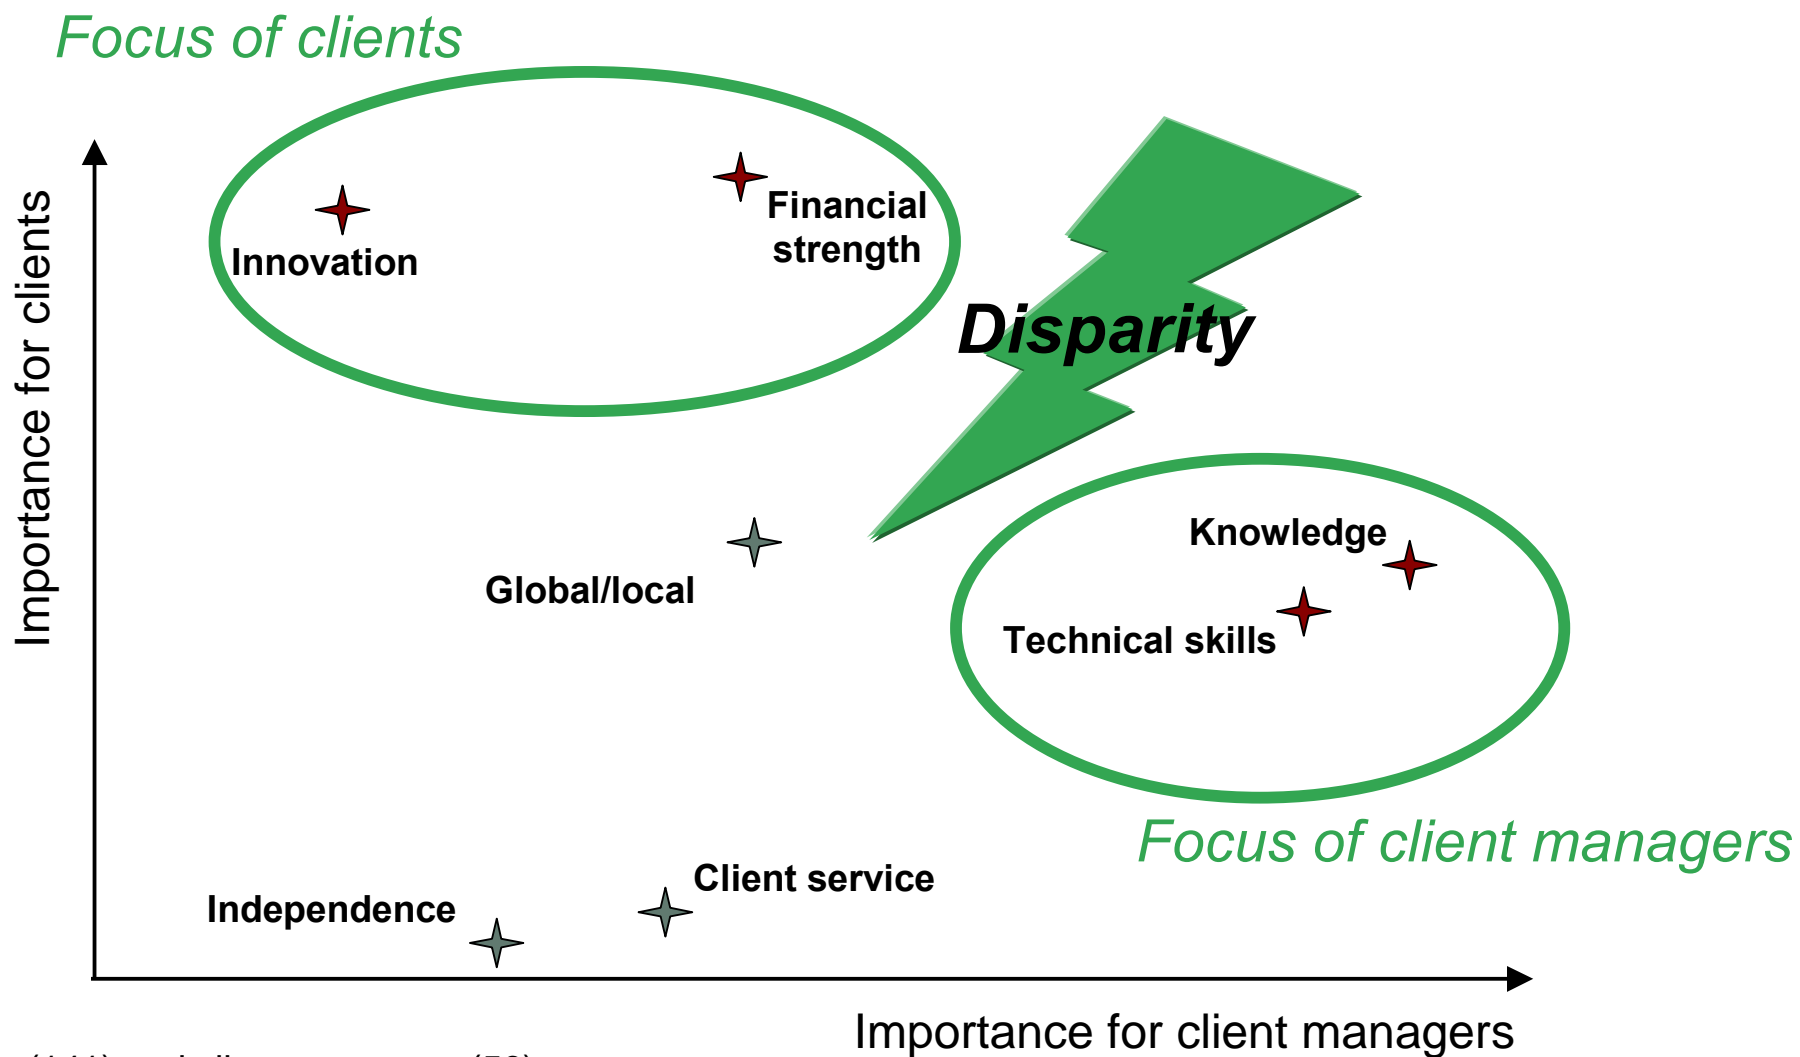 Focus of clients
Importance for clients
Innovation
Financial
strength
Disparity
Global/local
Knowledge
Technical skills
Focus of client managers
Client service
Independence
Importance for client managers